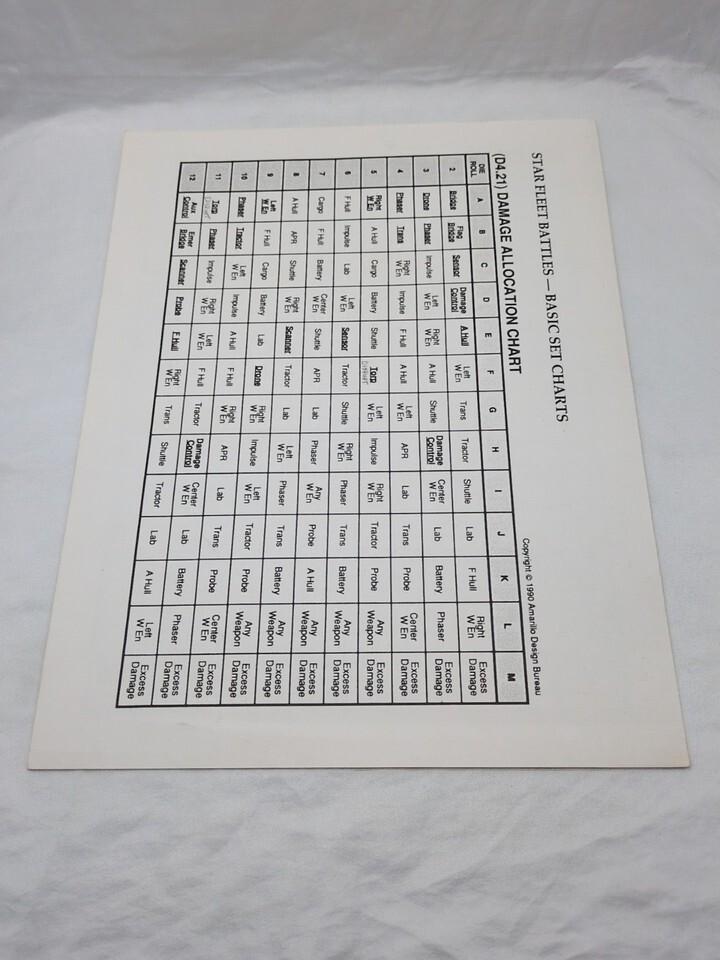 STAR FLEET BATTLES — BASIC SET CHARTS
(D4.21) DAMAGE ALLOCATION CHART
Copyright © 1990 Amarillo Design Bureau
DIE ROLL A B C D E F G H I J K L M
2 Bridge Flag Bridge Sensor Damage Control A Hull Left W En Trans Tractor Shuttle Lab F Hull Right W En Excess Damage
3 Drone Phaser Impulse Left W En Right W En A Hull Shuttle Damage Control Center W En Lab Battery Phaser Excess Damage
4 Phaser Trans Right W En Impulse F Hull A Hull Left W En APR Lab Trans Probe Center W En Excess Damage
5 Right W En A Hull Cargo Battery Shuttle Torp Left W En Impulse Right W En Tractor Probe Any Weapon Excess Damage
6 F Hull Impulse Lab Left W En Sensor Tractor Shuttle Right W En Phaser Trans Battery Any Weapon Excess Damage
7 Cargo F Hull Battery Center W En Shuttle APR Lab Phaser Any W En Probe A Hull Any Weapon Excess Damage
8 A Hull APR Shuttle Right W En Scanner Tractor Lab Left W En Phaser Trans Battery Any Weapon Excess Damage
9 Left W En F Hull Cargo Battery Lab Drone Right W En Impulse Left W En Tractor Probe Any Weapon Excess Damage
10 Phaser Tractor Left W En Impulse A Hull F Hull Right W En APR Lab Trans Probe Center W En Excess Damage
11 Torp Phaser Impulse Right W En Left W En F Hull Tractor Damage Control Center W En Lab Battery Phaser Excess Damage
12 Aux Control Emer Bridge Scanner Probe F Hull Right W En Trans Shuttle Tractor Lab A Hull Left W En Excess Damage